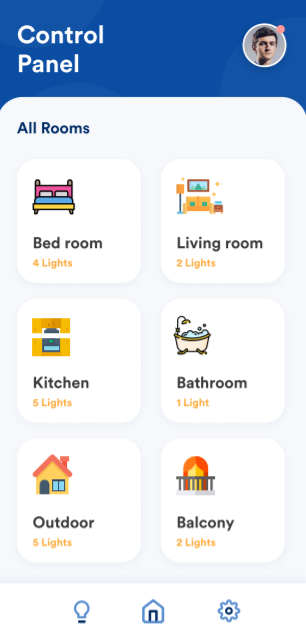 Control
Panel
All Rooms
Bed room
4 Lights
Living room
2 Lights
Kitchen
5 Lights
Bathroom
1 Light
Outdoor
5 Lights
Balcony
2 Lights